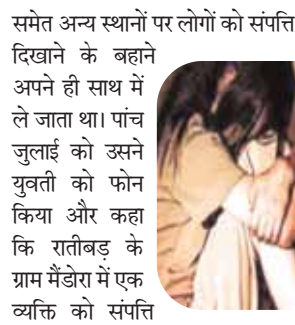 समेत अन्य स्थानों पर लोगों को संपत्ति
दिखाने के बहाने
अपने ही साथ में
ले जाता था। पांच
जुलाई को उसने
युवती को फोन
किया और कहा
कि रातीबड़ के
ग्राम मैंडोरा में एक
व्यक्ति को संपत्ति